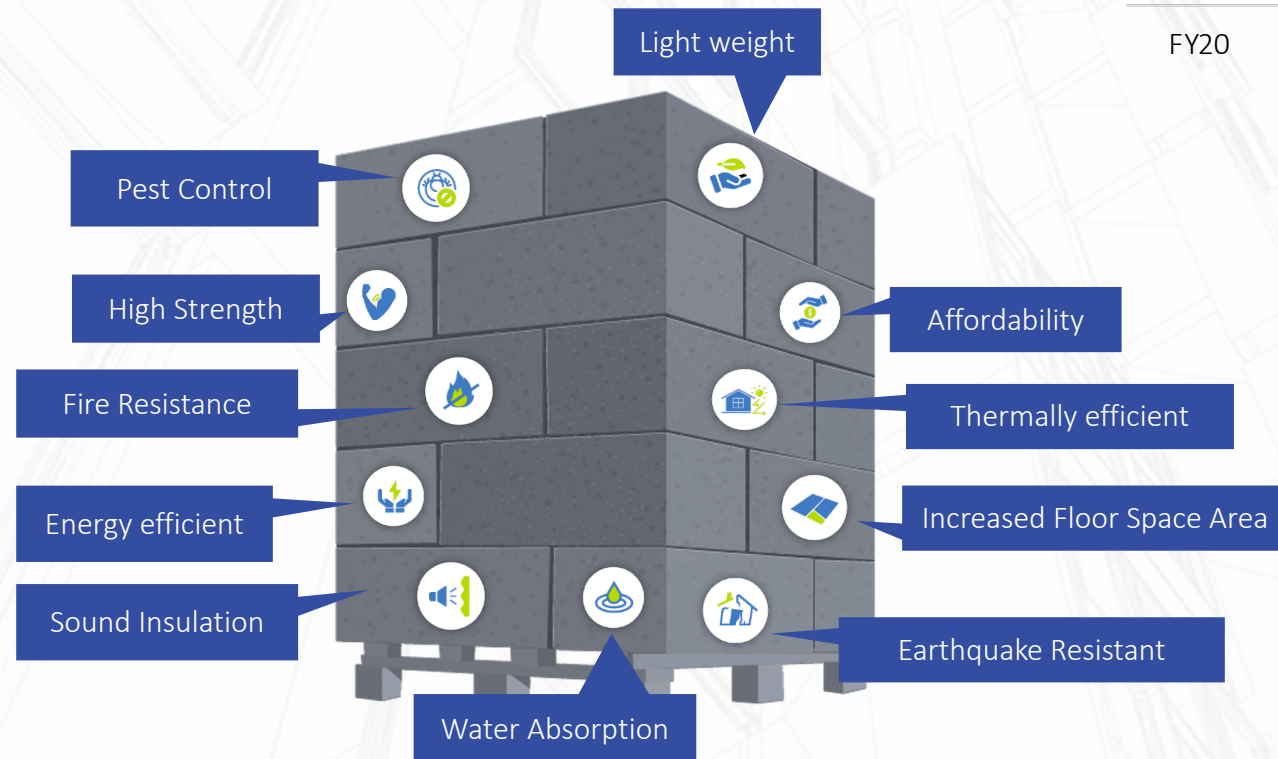 Light weight
FY20
Pest Control
High Strength
Affordability
Fire Resistance
Thermally efficient
Energy efficient
Increased Floor Space Area
Sound Insulation
Earthquake Resistant
Water Absorption